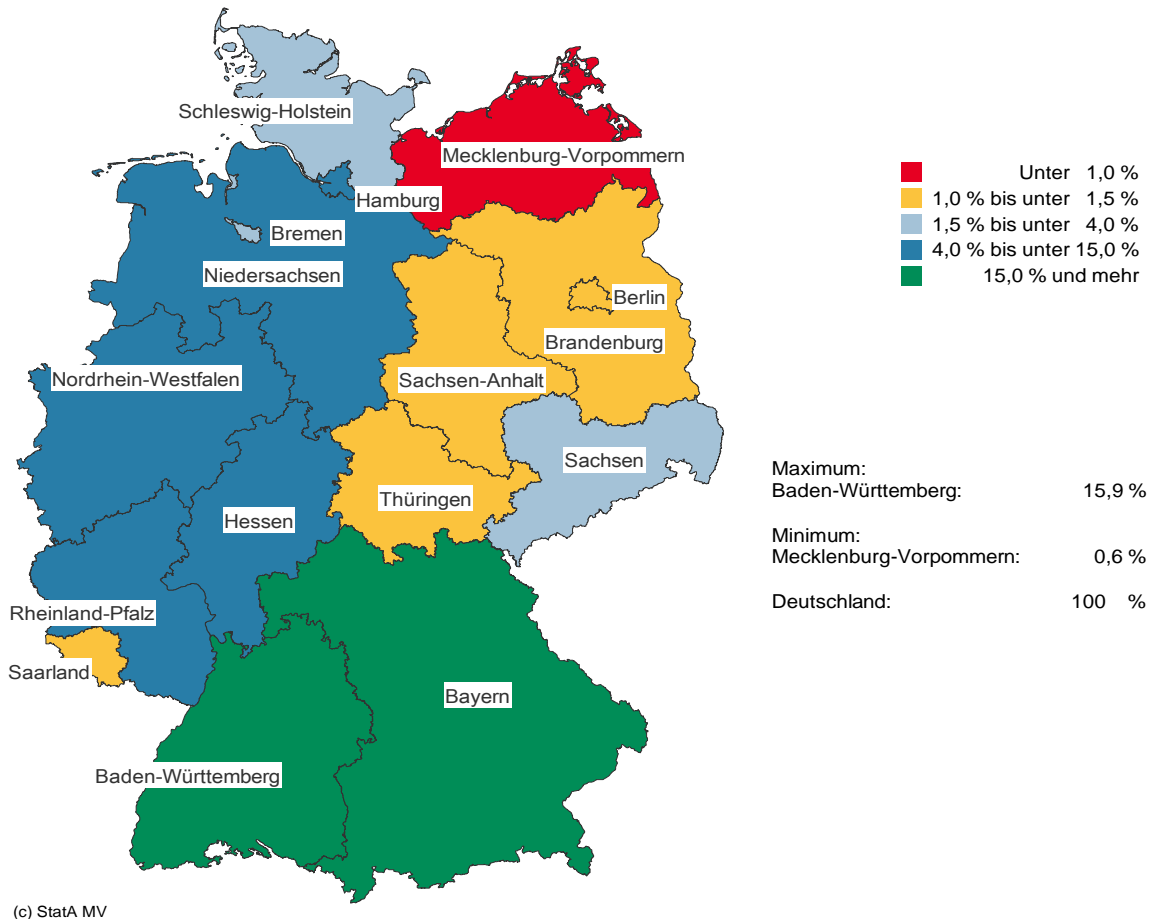 Schleswig-Holstein
Mecklenburg-Vorpommern
Hamburg
Bremen
Niedersachsen
Berlin
Brandenburg
Nordrhein-Westfalen
Sachsen-Anhalt
Sachsen
Thüringen
Hessen
Rheinland-Pfalz
Saarland
Bayern
Baden-Württemberg
Unter 1,0 %
1,0 % bis unter 1,5 %
1,5 % bis unter 4,0 %
4,0 % bis unter 15,0 %
15,0 % und mehr
Maximum:
Baden-Württemberg: 15,9 %
Minimum:
Mecklenburg-Vorpommern: 0,6 %
Deutschland: 100 %
(c) StatA MV